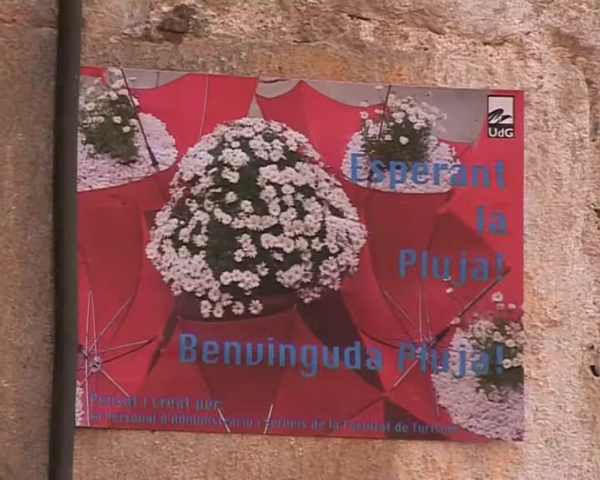 UdG
Esperant
la
Pluja!
Benvinguda Pluja!
Pensat i creat per:
el Personal d'Administració i Serveis de la Facultat de Turisme